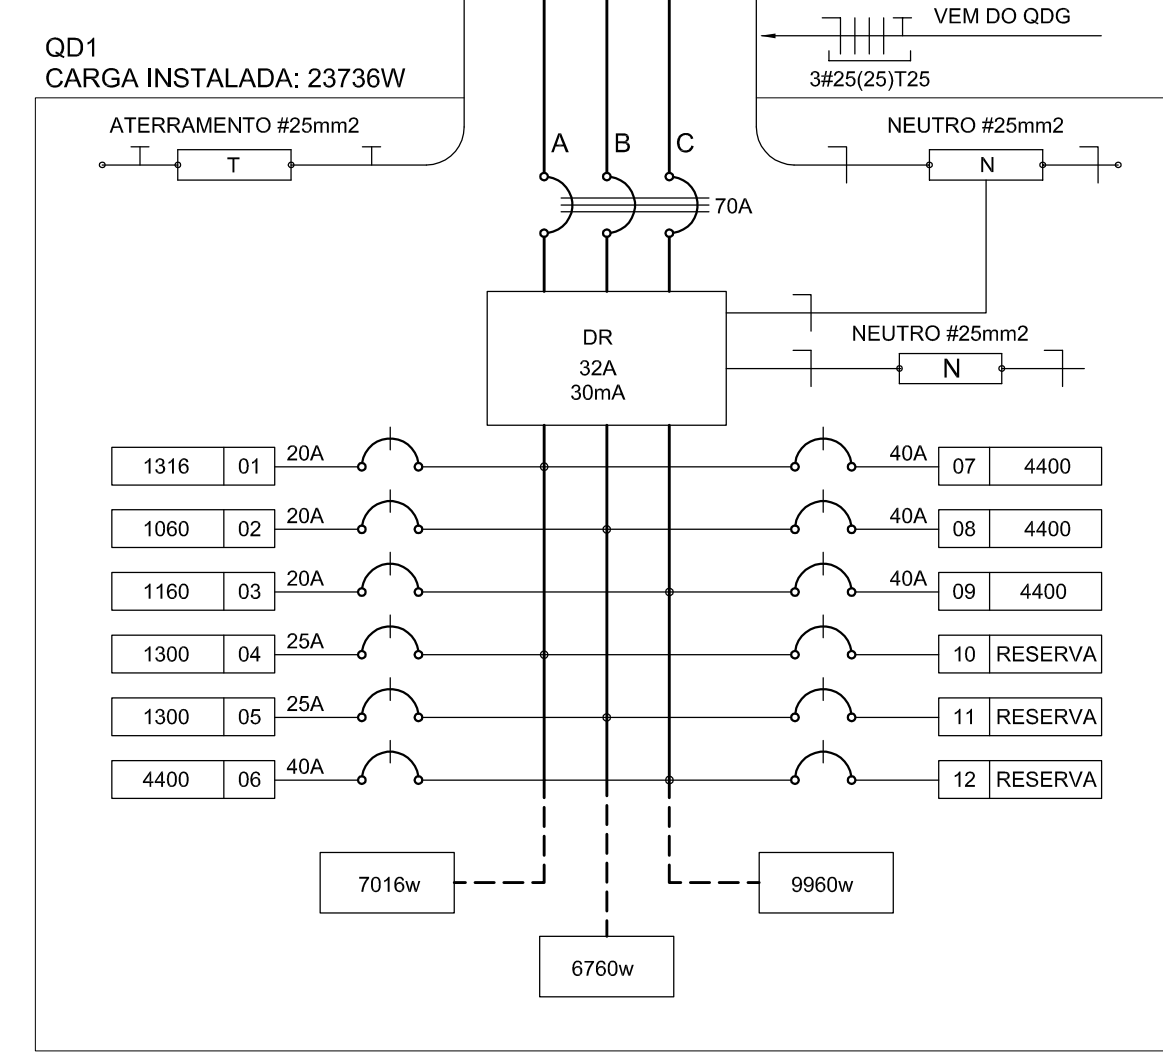 VEM DO QDG
QD1
CARGA INSTALADA: 23736W
3#25(25)T25
ATERRAMENTO #25mm2
NEUTRO #25mm2
T
A B C
N
70A
DR
32A
30mA
NEUTRO #25mm2
N
1316 01 20A
40A 07 4400
1060 02 20A
40A 08 4400
1160 03 20A
40A 09 4400
1300 04 25A
10 RESERVA
1300 05 25A
11 RESERVA
4400 06 40A
12 RESERVA
7016w
9960w
6760w